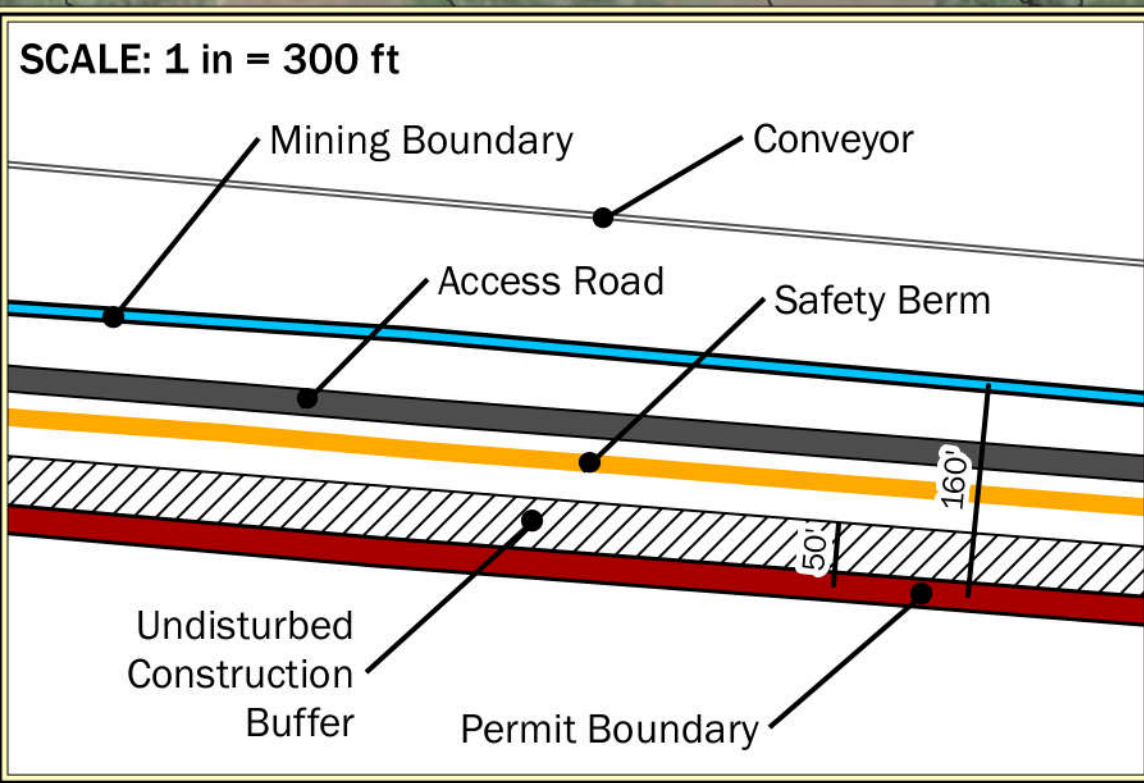 SCALE: 1 in = 300 ft
Mining Boundary
Conveyor
Access Road
Safety Berm
160'
50'
Undisturbed
Construction
Buffer
Permit Boundary